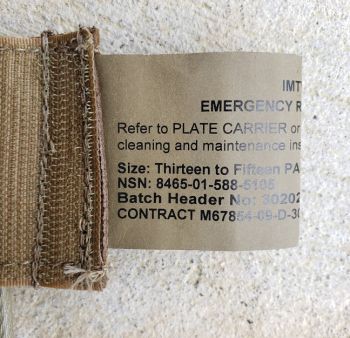 IMT
EMERGENCY R
Refer to PLATE CARRIER or
cleaning and maintenance ins
Size: Thirteen to Fifteen PA
NSN: 8465-01-588-5105
Batch Header No: 30202
CONTRACT M67854-09-D-30